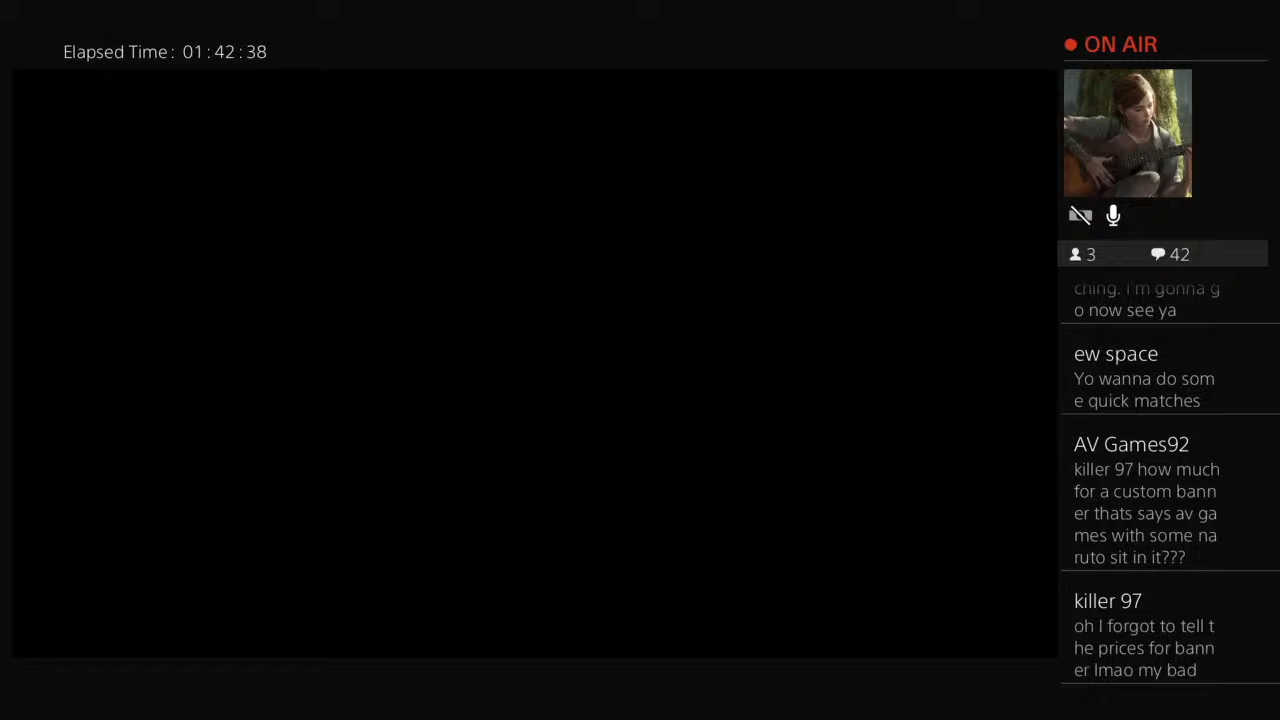 Elapsed Time: 01:42:38
ON AIR
3 42
ching. I'm gonna g
o now see ya
ew space
Yo wanna do som
e quick matches
AV Games92
killer 97 how much
for a custom bann
er thats says av ga
mes with some na
ruto sit in it???
killer 97
oh I forgot to tell t
he prices for bann
er lmao my bad